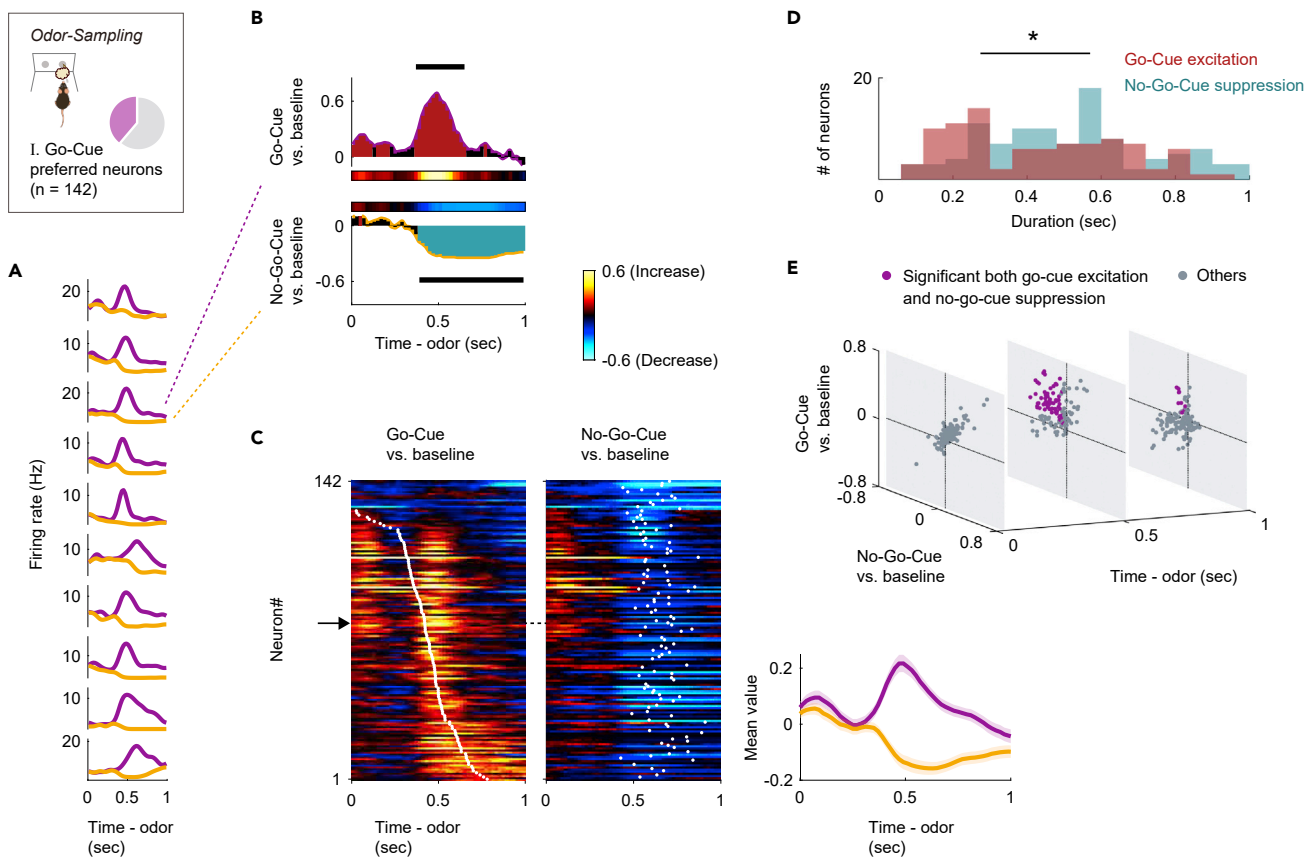 Odor-Sampling
I. Go-Cue
preferred neurons
(n = 142)
A
20
10
20
10
10
10
10
10
10
20
Firing rate (Hz)
0
0.5
1
Time - odor
(sec)
B
Go-Cue
vs. baseline
0.6
0
No-Go-Cue
vs. baseline
0
-0.6
0
0.5
1
Time - odor (sec)
0.6 (Increase)
-0.6 (Decrease)
C
Go-Cue
vs. baseline
No-Go-Cue
vs. baseline
142
Neuron#
1
0
0.5
1
0
0.5
1
Time - odor
(sec)
D
*
Go-Cue excitation
No-Go-Cue suppression
20
# of neurons
0
0.2
0.4
0.6
0.8
1
Duration (sec)
E
Significant both go-cue excitation
and no-go-cue suppression
Others
0.8
0
-0.8
Go-Cue
vs. baseline
-0.8
0
0.8
No-Go-Cue
vs. baseline
0
0.5
1
Time - odor (sec)
0.2
0
-0.2
Mean value
0
0.5
1
Time - odor
(sec)